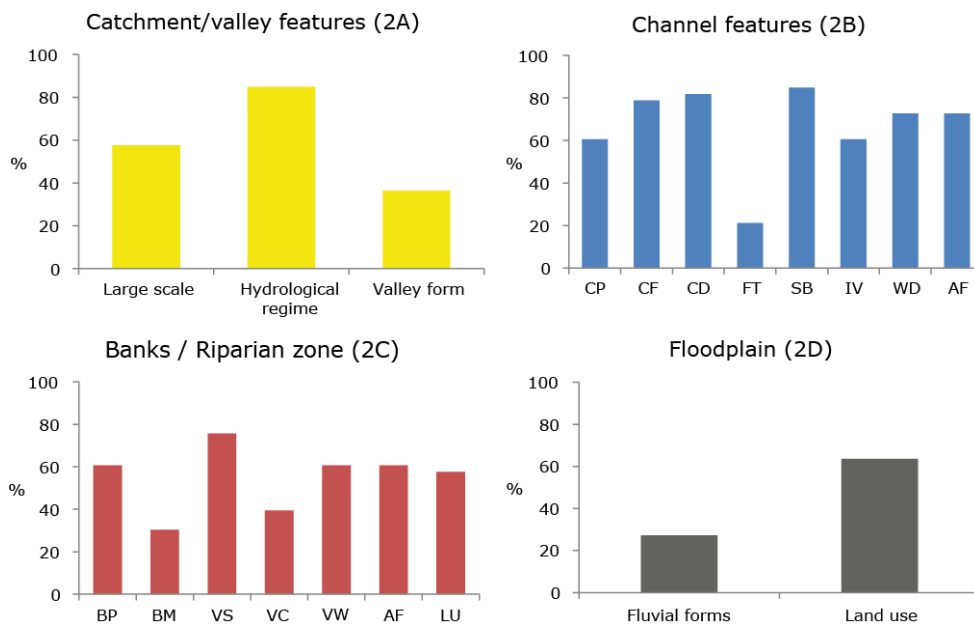 Catchment/valley features (2A)
100
80
60
%
40
20
0
Large scale
Hydrological
regime
Valley form
Channel features (2B)
100
80
60
%
40
20
0
CP CF CD FT SB IV WD AF
Banks / Riparian zone (2C)
100
80
60
%
40
20
0
BP BM VS VC VW AF LU
Floodplain (2D)
100
80
60
%
40
20
0
Fluvial forms Land use